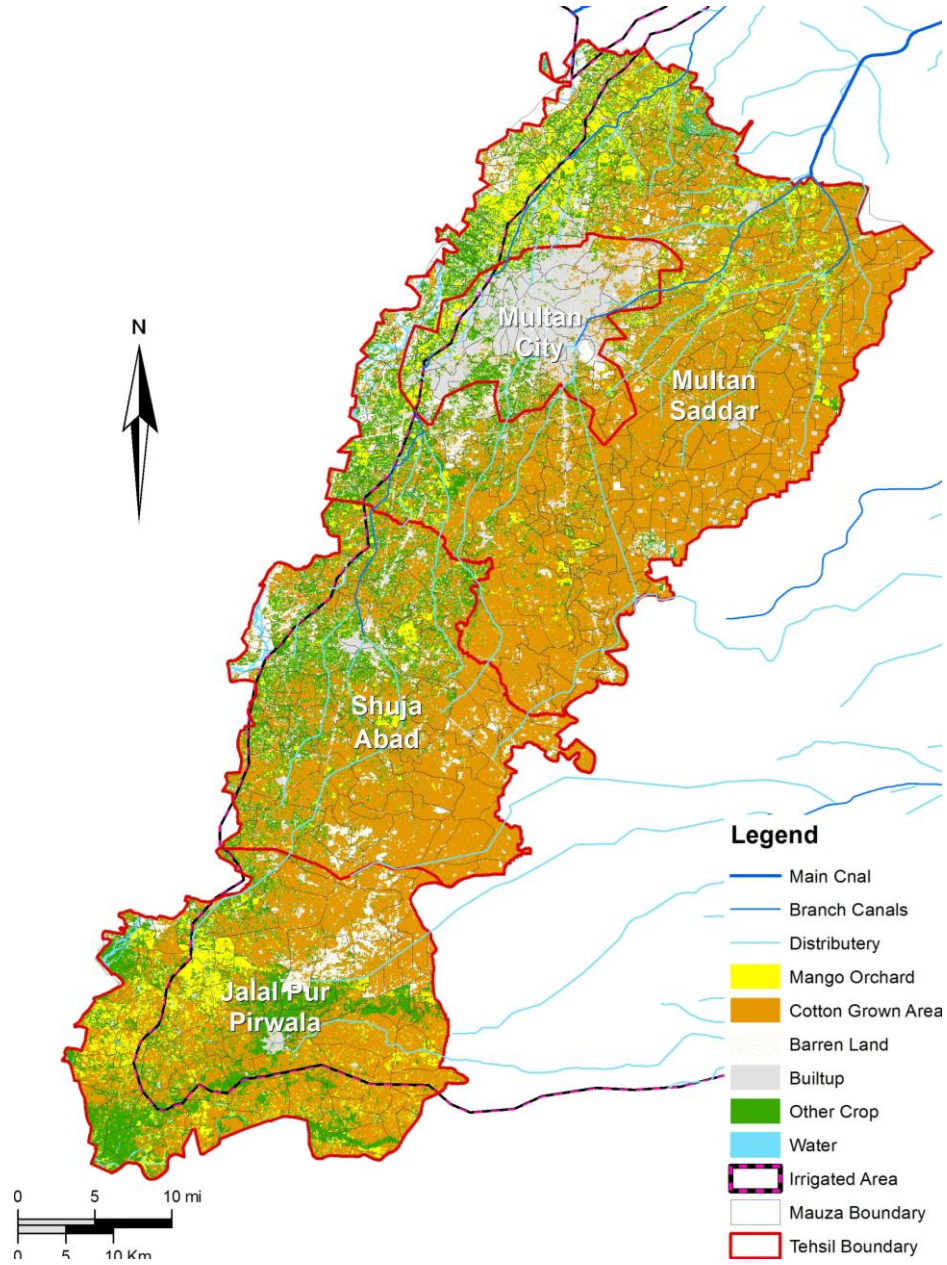 N
Multan
City
Multan
Saddar
Shuja
Abad
Jalal Pur
Pirwala
Legend
Main Cnal
Branch Canals
Distributery
Mango Orchard
Cotton Grown Area
Barren Land
Builtup
Other Crop
Water
Irrigated Area
Mauza Boundary
Tehsil Boundary
0 5 10 mi
0 5 10 Km